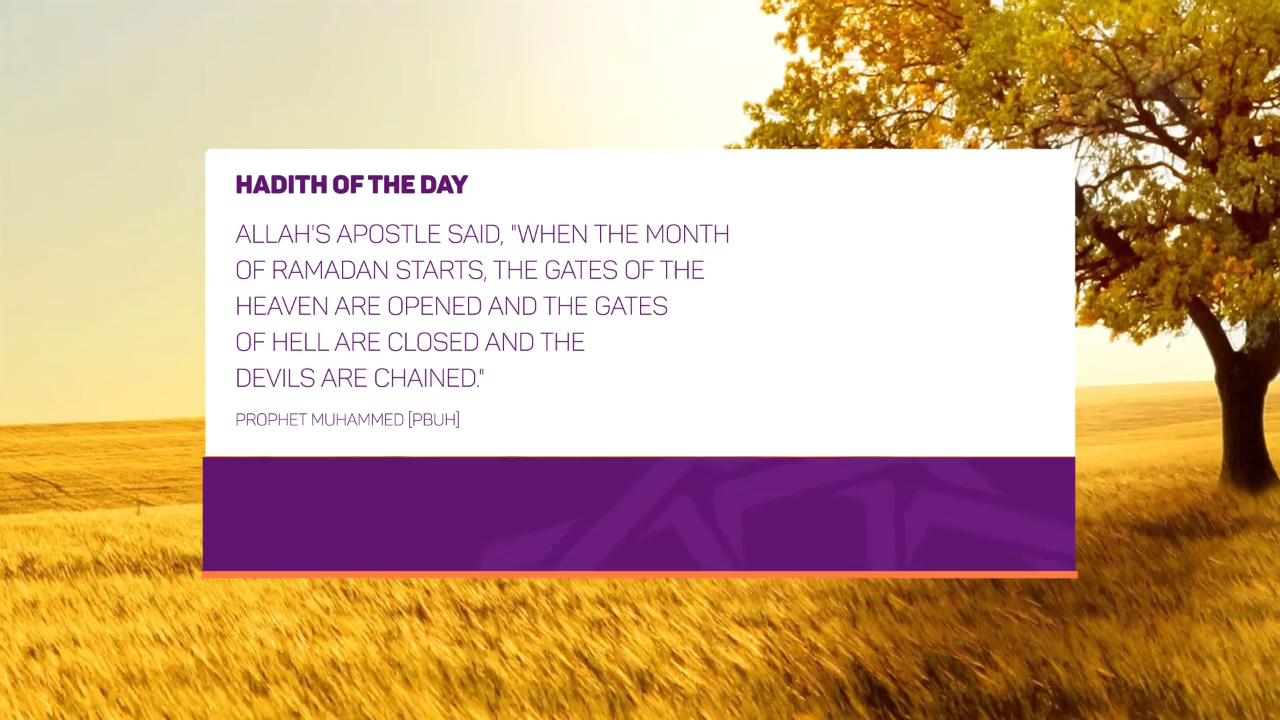 HADITH OF THE DAY
ALLAH'S APOSTLE SAID, "WHEN THE MONTH
OF RAMADAN STARTS, THE GATES OF THE
HEAVEN ARE OPENED AND THE GATES
OF HELL ARE CLOSED AND THE
DEVILS ARE CHAINED."
PROPHET MUHAMMED [PBUH]